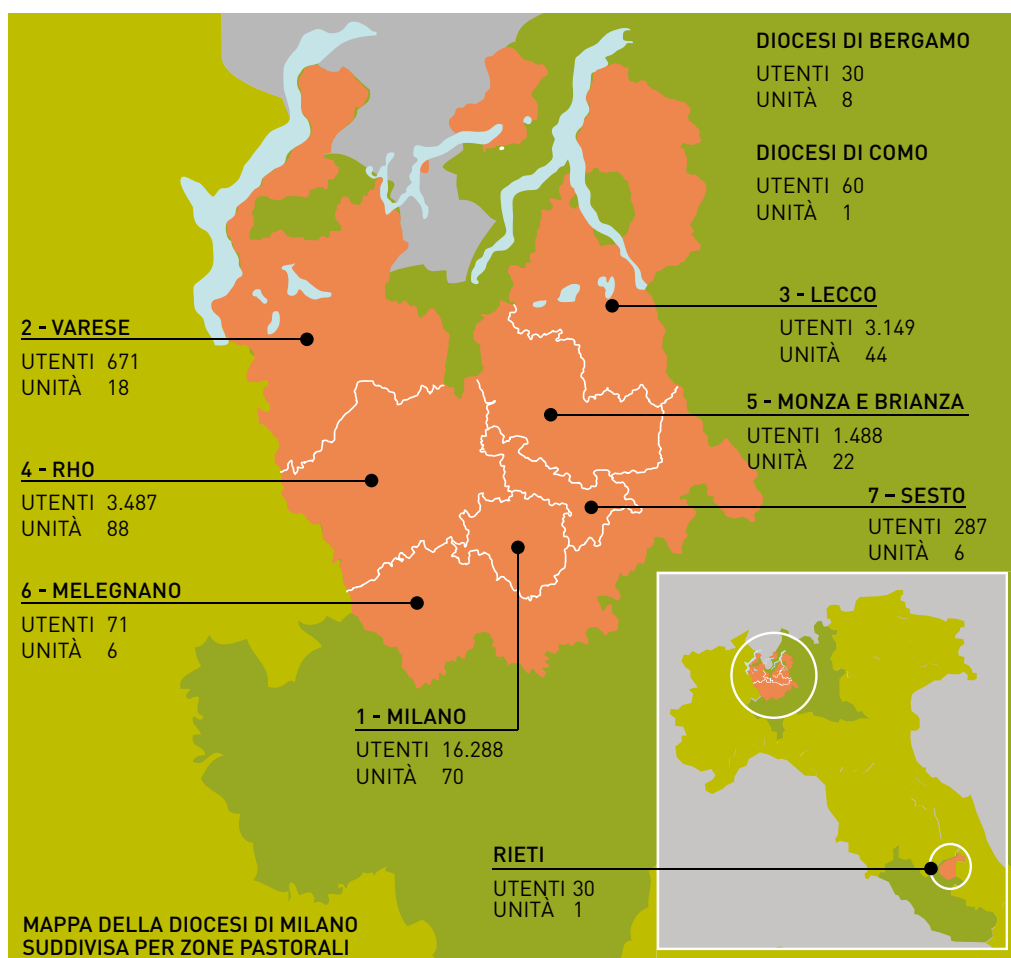 DIOCESI DI BERGAMO
UTENTI 30
UNITÀ 8
DIOCESI DI COMO
UTENTI 60
UNITÀ 1
3 - LECCO
UTENTI 3.149
UNITÀ 44
2 - VARESE
UTENTI 671
UNITÀ 18
5 - MONZA E BRIANZA
UTENTI 1.488
UNITÀ 22
4 - RHO
UTENTI 3.487
UNITÀ 88
7 - SESTO
UTENTI 287
UNITÀ 6
6 - MELEGNANO
UTENTI 71
UNITÀ 6
1 - MILANO
UTENTI 16.288
UNITÀ 70
RIETI
UTENTI 30
UNITÀ 1
MAPPA DELLA DIOCESI DI MILANO
SUDDIVISA PER ZONE PASTORALI